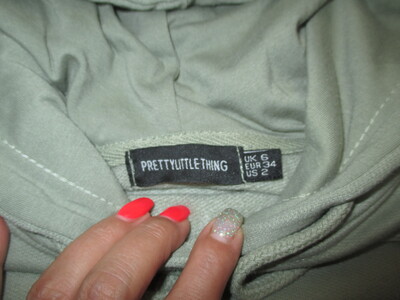 PRETTYLITTLETHING
UK 6
EUR 34
US 2